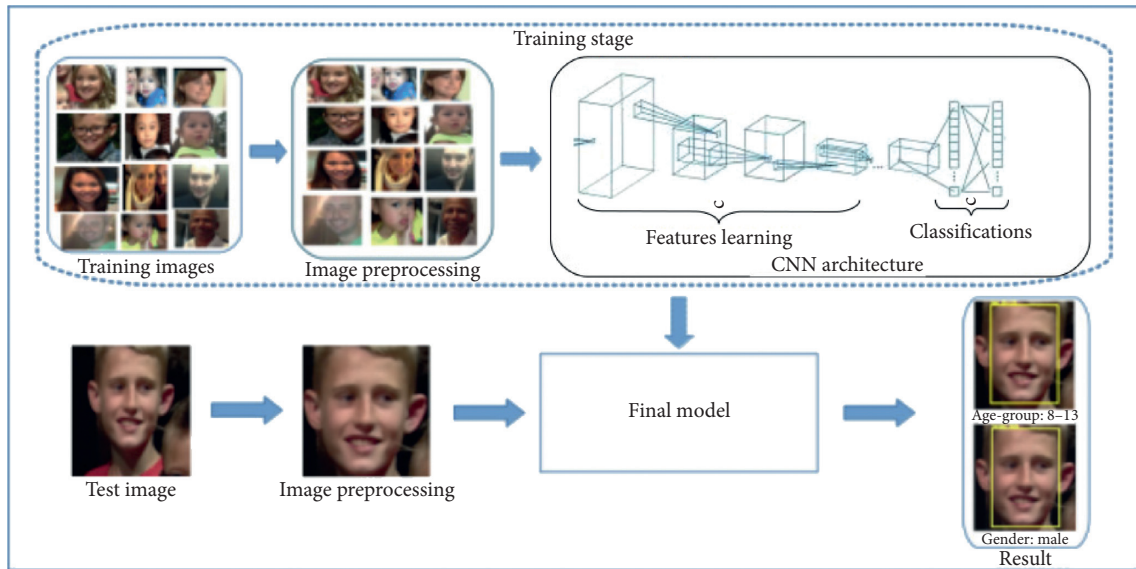 Training stage
Training images
Image preprocessing
Features learning
Classifications
CNN architecture
Test image
Image preprocessing
Final model
Age-group: 8–13
Gender: male
Result